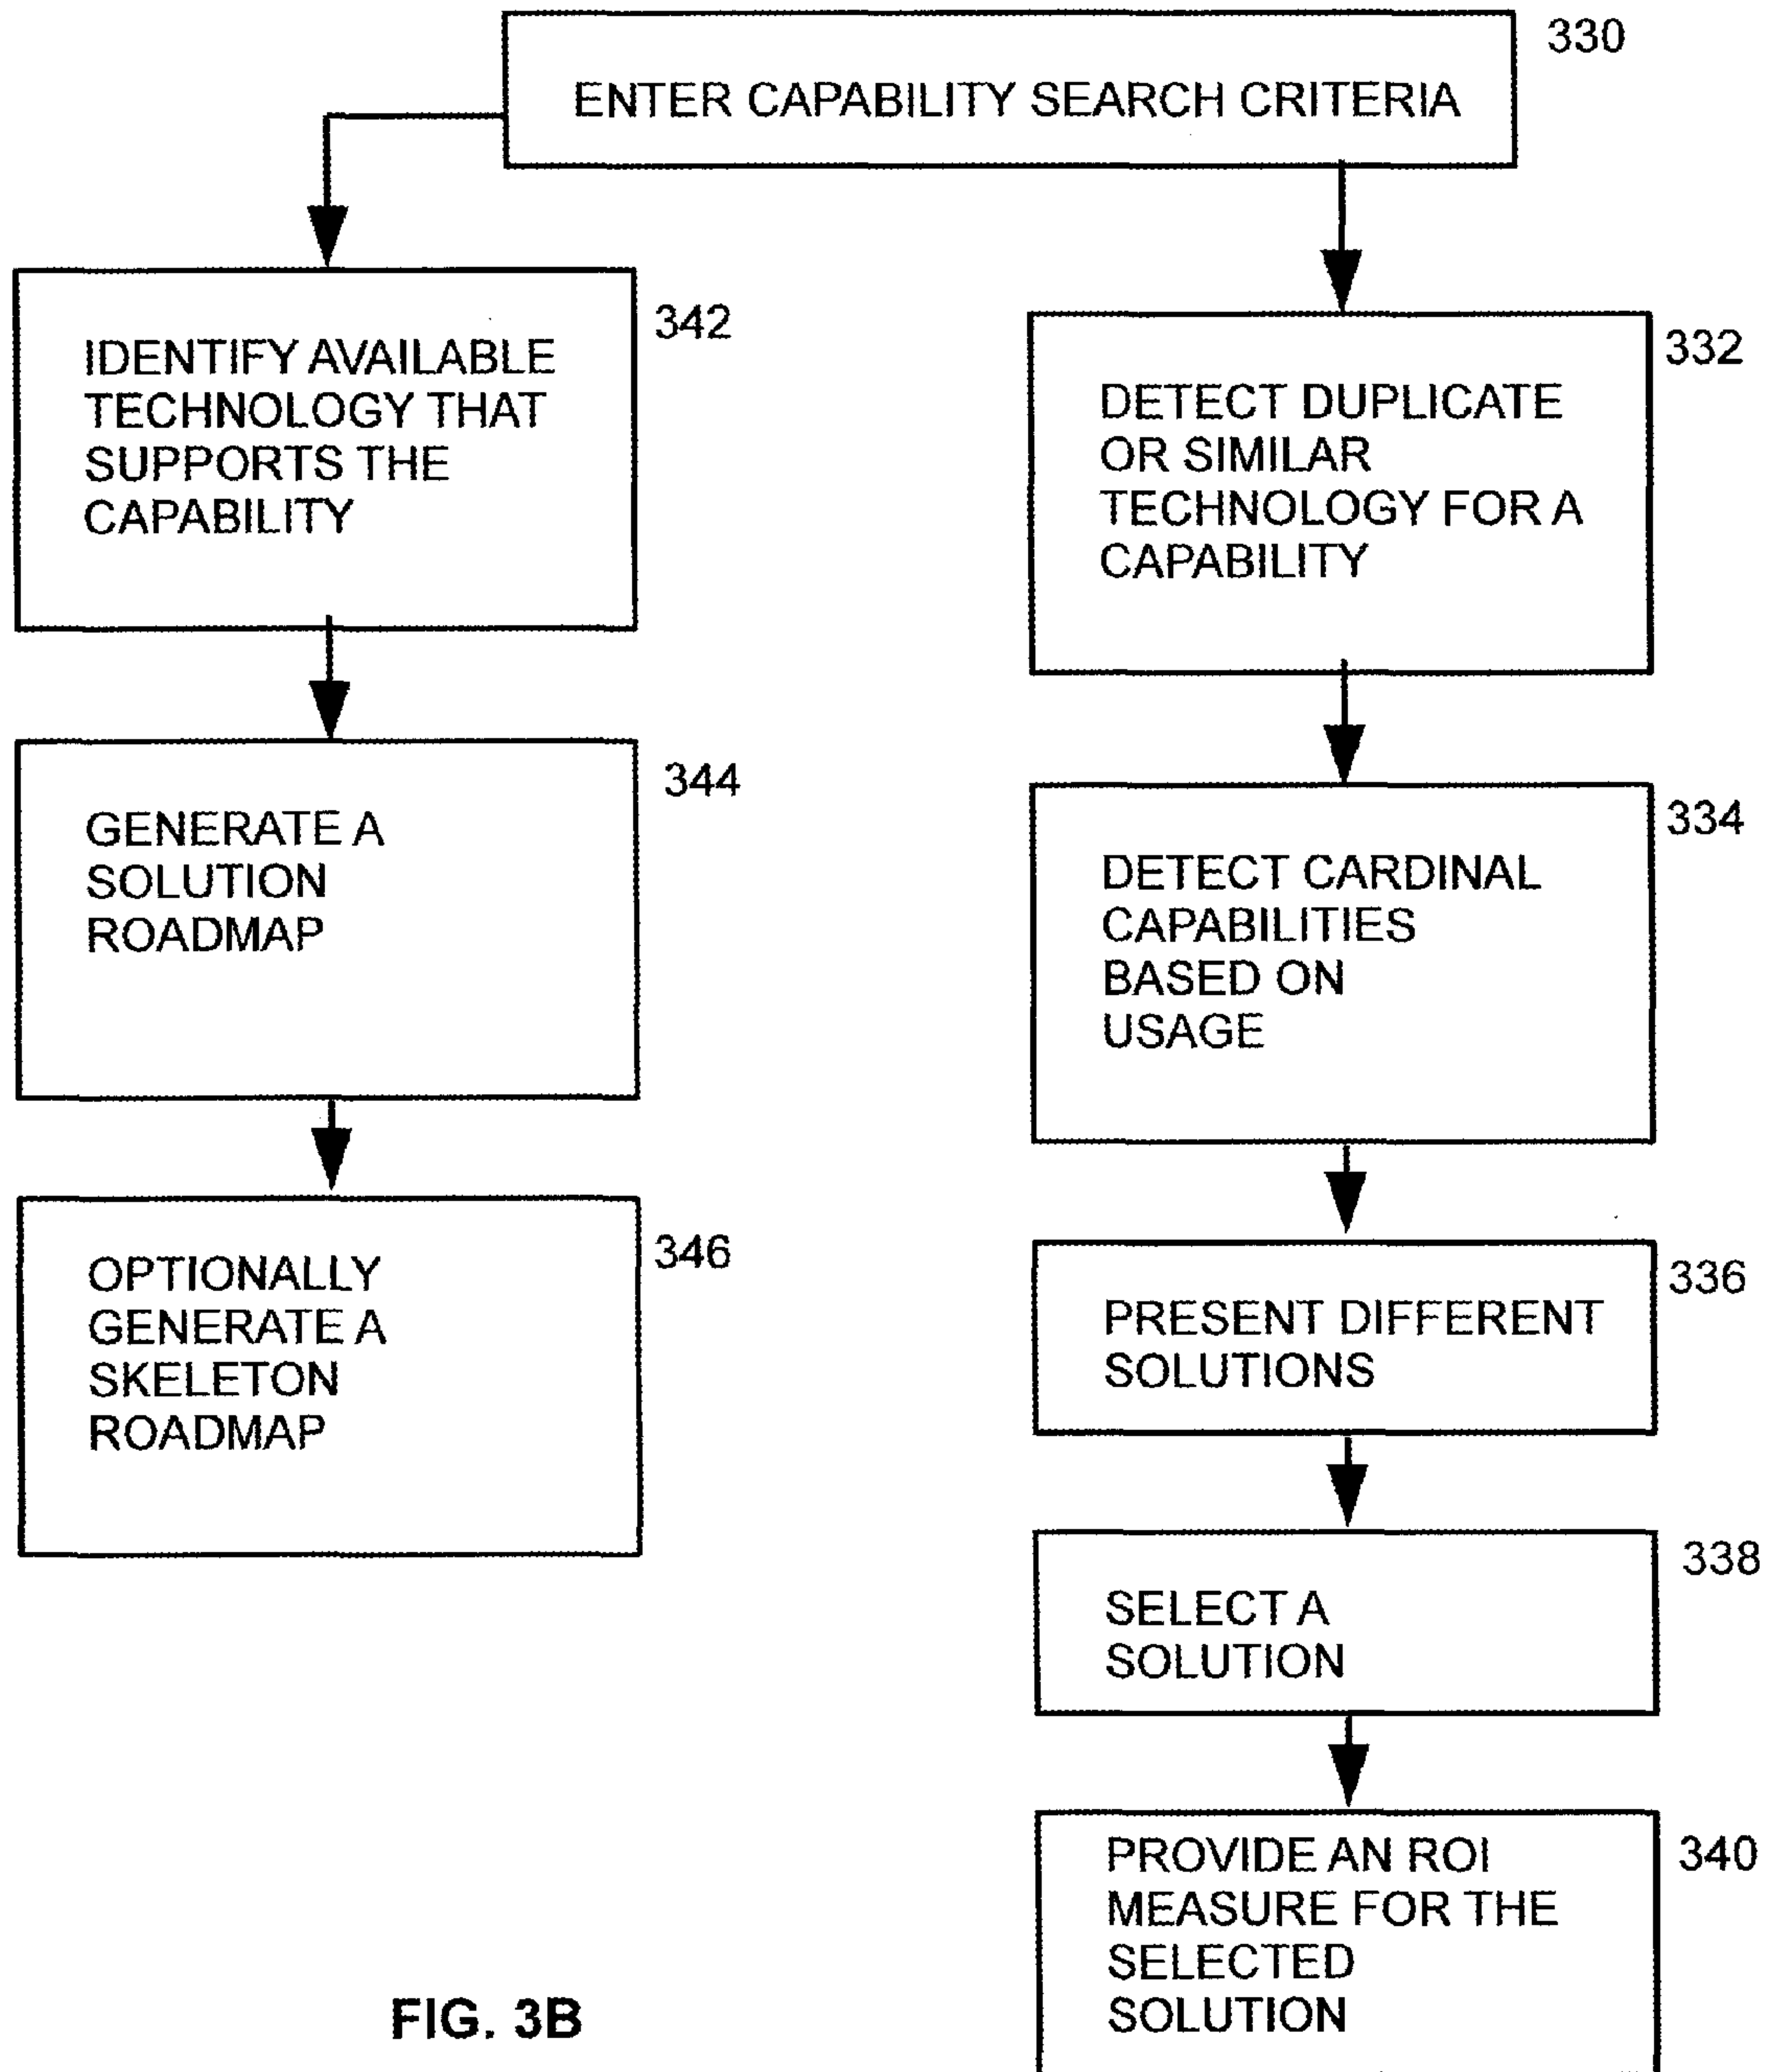 330
ENTER CAPABILITY SEARCH CRITERIA
342
IDENTIFY AVAILABLE
TECHNOLOGY THAT
SUPPORTS THE
CAPABILITY
344
GENERATE A
SOLUTION
ROADMAP
346
OPTIONALLY
GENERATE A
SKELETON
ROADMAP
332
DETECT DUPLICATE
OR SIMILAR
TECHNOLOGY FOR A
CAPABILITY
334
DETECT CARDINAL
CAPABILITIES
BASED ON
USAGE
336
PRESENT DIFFERENT
SOLUTIONS
338
SELECT A
SOLUTION
340
PROVIDE AN ROI
MEASURE FOR THE
SELECTED
SOLUTION
FIG. 3B